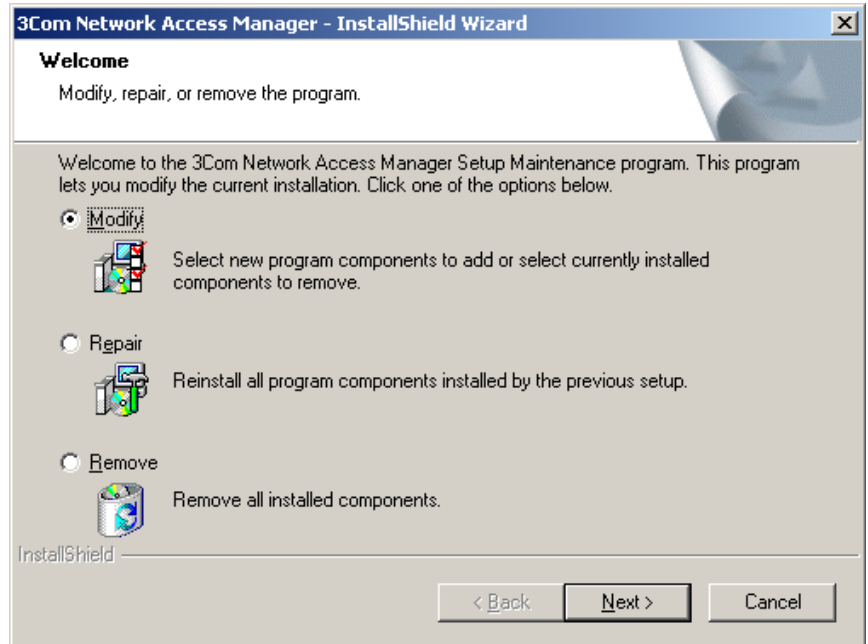 3Com Network Access Manager - InstallShield Wizard
Welcome
Modify, repair, or remove the program.
Welcome to the 3Com Network Access Manager Setup Maintenance program. This program
lets you modify the current installation. Click one of the options below.
Modify
Select new program components to add or select currently installed
components to remove.
Repair
Reinstall all program components installed by the previous setup.
Remove
Remove all installed components.
InstallShield
< Back
Next >
Cancel